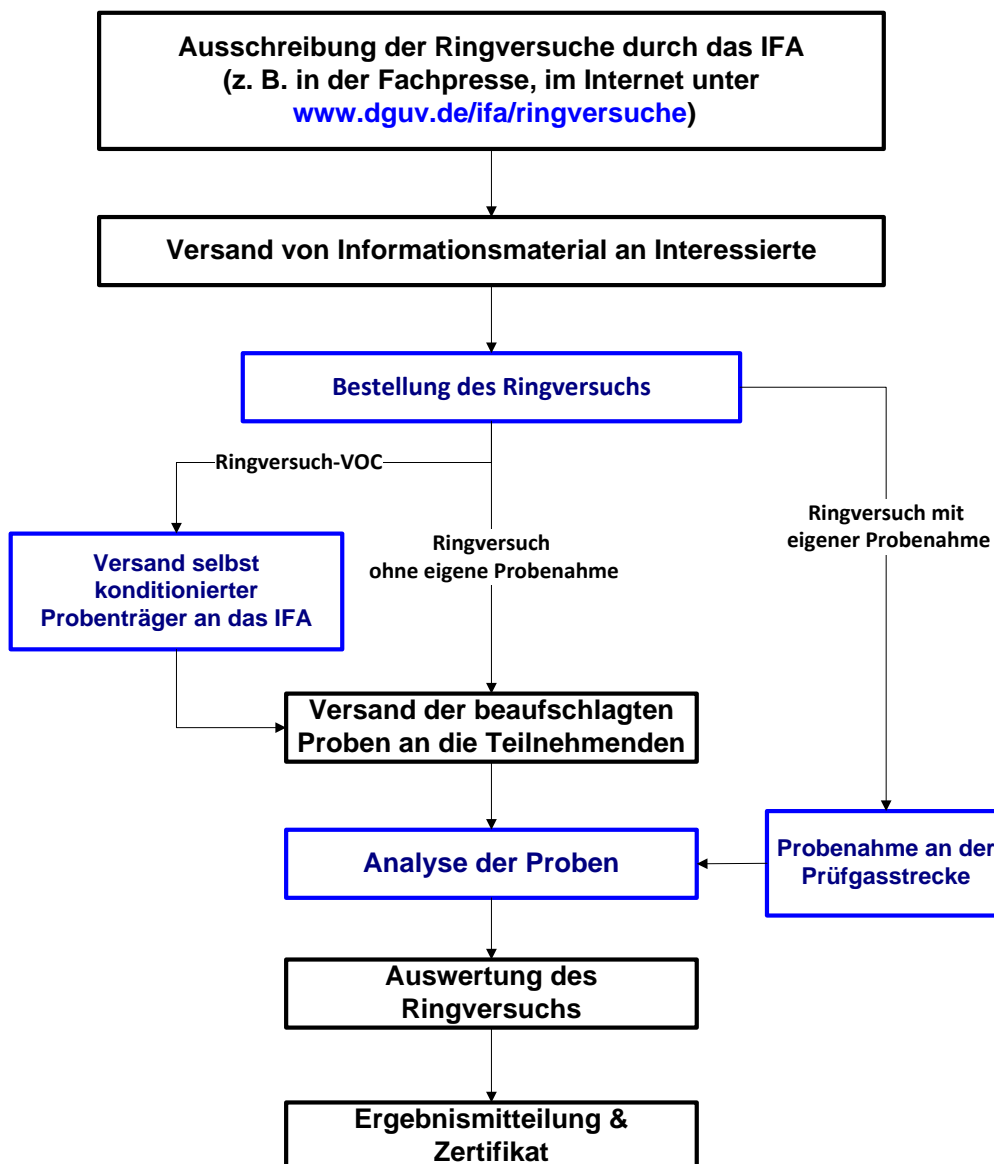 Ausschreibung der Ringversuche durch das IFA
(z. B. in der Fachpresse, im Internet unter
www.dguv.de/ifa/ringversuche)
Versand von Informationsmaterial an Interessierte
Bestellung des Ringversuchs
Ringversuch-VOC
Ringversuch
ohne eigene Probenahme
Ringversuch mit
eigener Probenahme
Versand selbst
konditionierter
Probenträger an das IFA
Versand der beaufschlagten
Proben an die Teilnehmenden
Analyse der Proben
Probenahme an der
Prüfgasstrecke
Auswertung des
Ringversuchs
Ergebnismitteilung &
Zertifikat